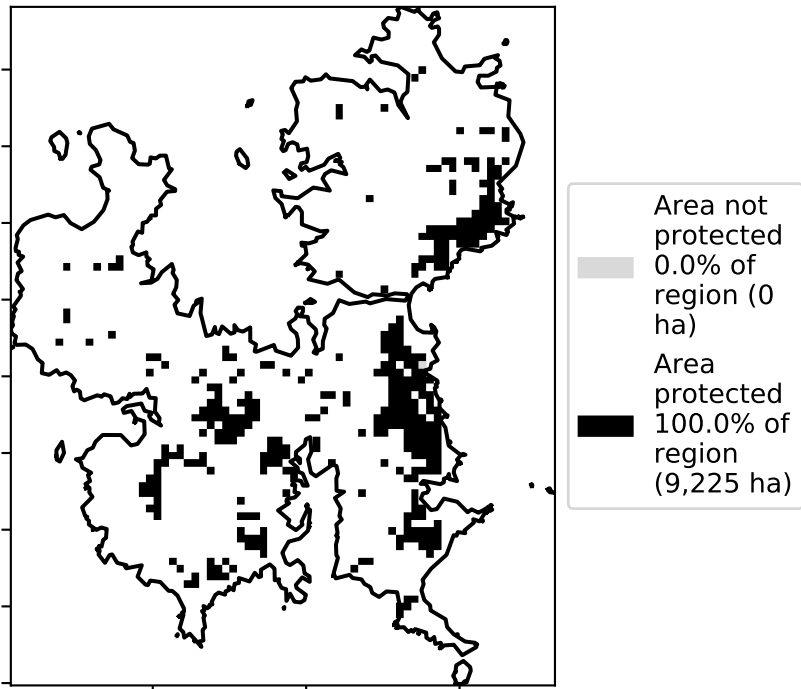 Area not
protected
0.0% of
region (0
ha)
Area
protected
100.0% of
region
(9,225 ha)